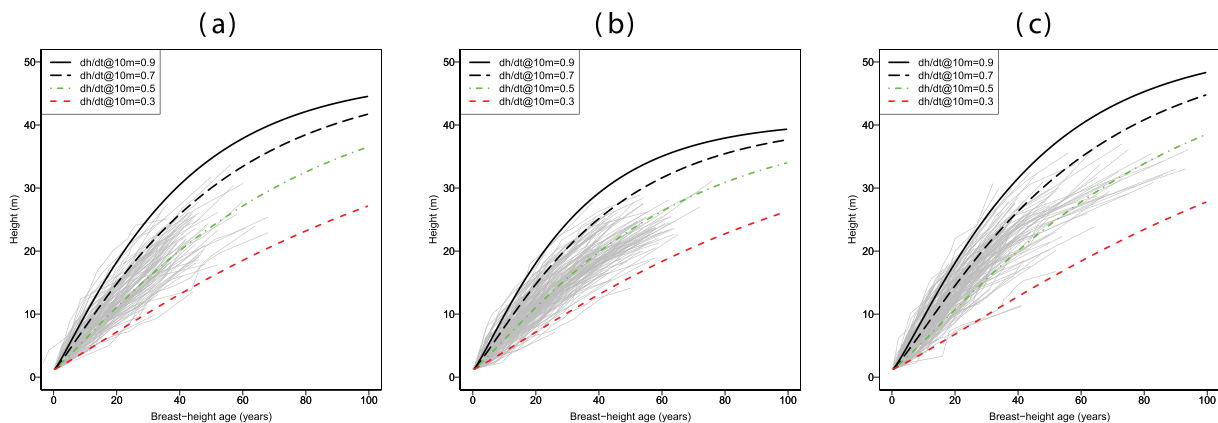 (a)
50
40
30
20
10
0
Height (m)
dh/dt@10m=0.9
dh/dt@10m=0.7
dh/dt@10m=0.5
dh/dt@10m=0.3
0 20 40 60 80 100
Breast−height age (years)
(b)
50
40
30
20
10
0
Height (m)
dh/dt@10m=0.9
dh/dt@10m=0.7
dh/dt@10m=0.5
dh/dt@10m=0.3
0 20 40 60 80 100
Breast−height age (years)
(c)
50
40
30
20
10
0
Height (m)
dh/dt@10m=0.9
dh/dt@10m=0.7
dh/dt@10m=0.5
dh/dt@10m=0.3
0 20 40 60 80 100
Breast−height age (years)